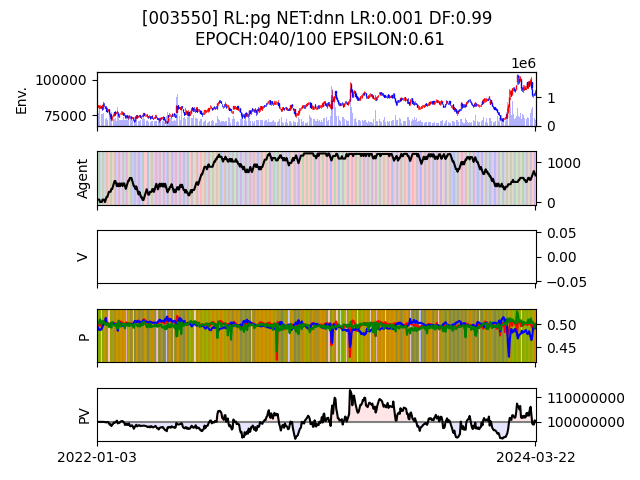 [003550] RL:pg NET:dnn LR:0.001 DF:0.99
EPOCH:040/100 EPSILON:0.61
1e6
Env.
100000
75000
1
0
Agent
1000
0
V
0.05
0.00
−0.05
P
0.50
0.45
PV
110000000
100000000
2022-01-03
2024-03-22